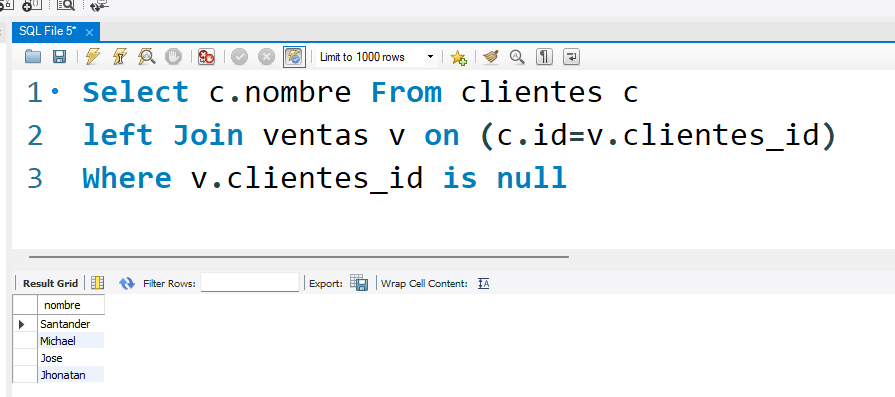 SQL File 5*
Limit to 1000 rows
1 Select c.nombre From clientes c
2 left Join ventas v on (c.id=v.clientes_id)
3 Where v.clientes_id is null
Result Grid Filter Rows: Export: Wrap Cell Content:
nombre
Santander
Michael
Jose
Jhonatan